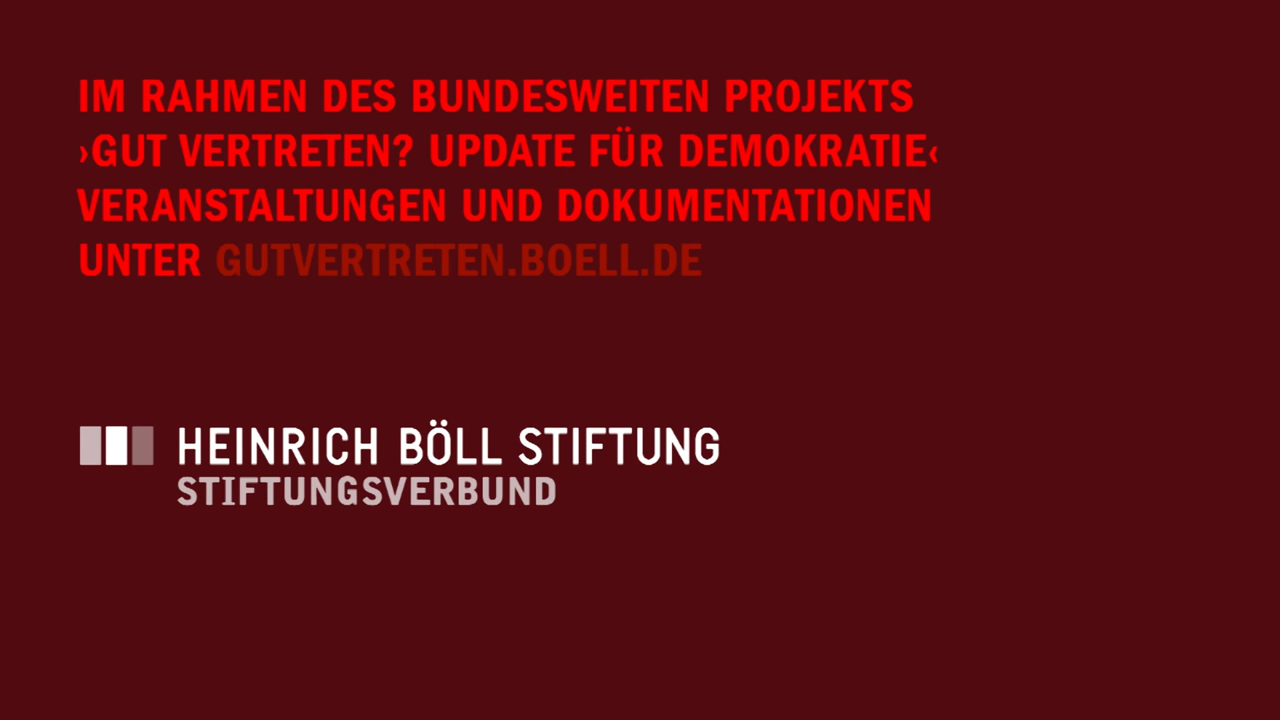 IM RAHMEN DES BUNDESWEITEN PROJEKTS
›GUT VERTRETEN? UPDATE FÜR DEMOKRATIE‹
VERANSTALTUNGEN UND DOKUMENTATIONEN
UNTER GUTVERTRETEN.BOELL.DE
HEINRICH BÖLL STIFTUNG
STIFTUNGSVERBUND